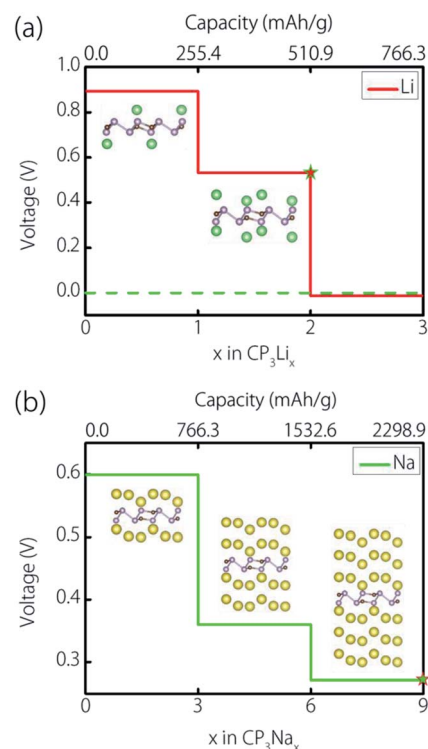 (a)
Capacity (mAh/g)
0.0 255.4 510.9 766.3
1.0
0.8
0.6
0.4
0.2
0.0
Voltage (V)
Li
0 1 2 3
x in CP₃Liₓ
(b)
Capacity (mAh/g)
0.0 766.3 1532.6 2298.9
0.6
0.5
0.4
0.3
Voltage (V)
Na
0 3 6 9
x in CP₃Naₓ